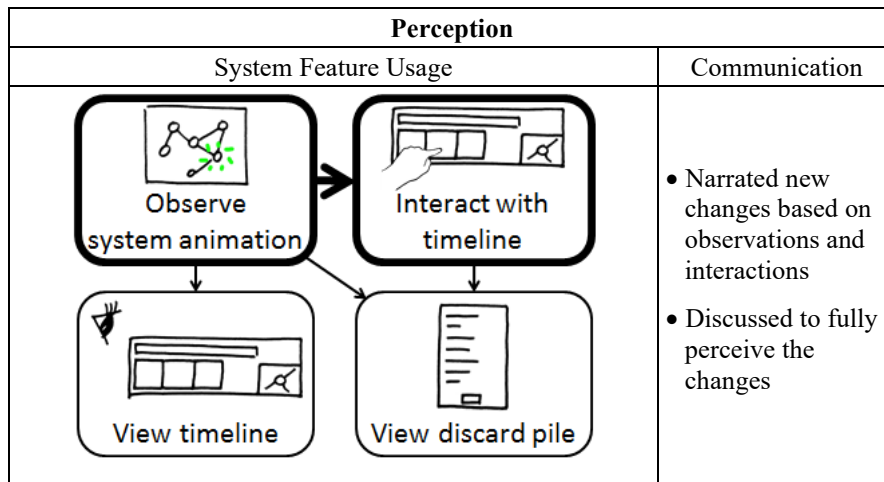 Perception
System Feature Usage
Communication
Observe
system animation
Interact with
timeline
View timeline
View discard pile
• Narrated new
changes based on
observations and
interactions
• Discussed to fully
perceive the
changes